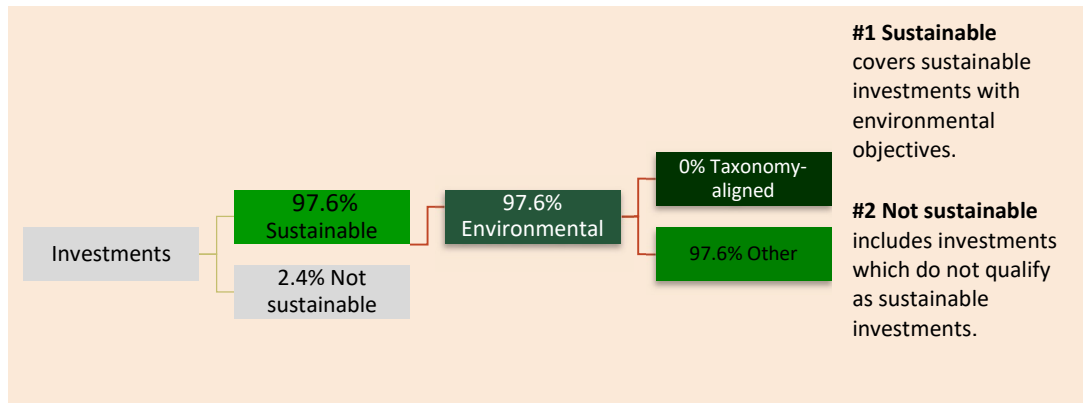 Investments
97.6%
Sustainable
2.4% Not
sustainable
97.6%
Environmental
0% Taxonomy-
aligned
97.6% Other
#1 Sustainable
covers sustainable
investments with
environmental
objectives.
#2 Not sustainable
includes investments
which do not qualify
as sustainable
investments.